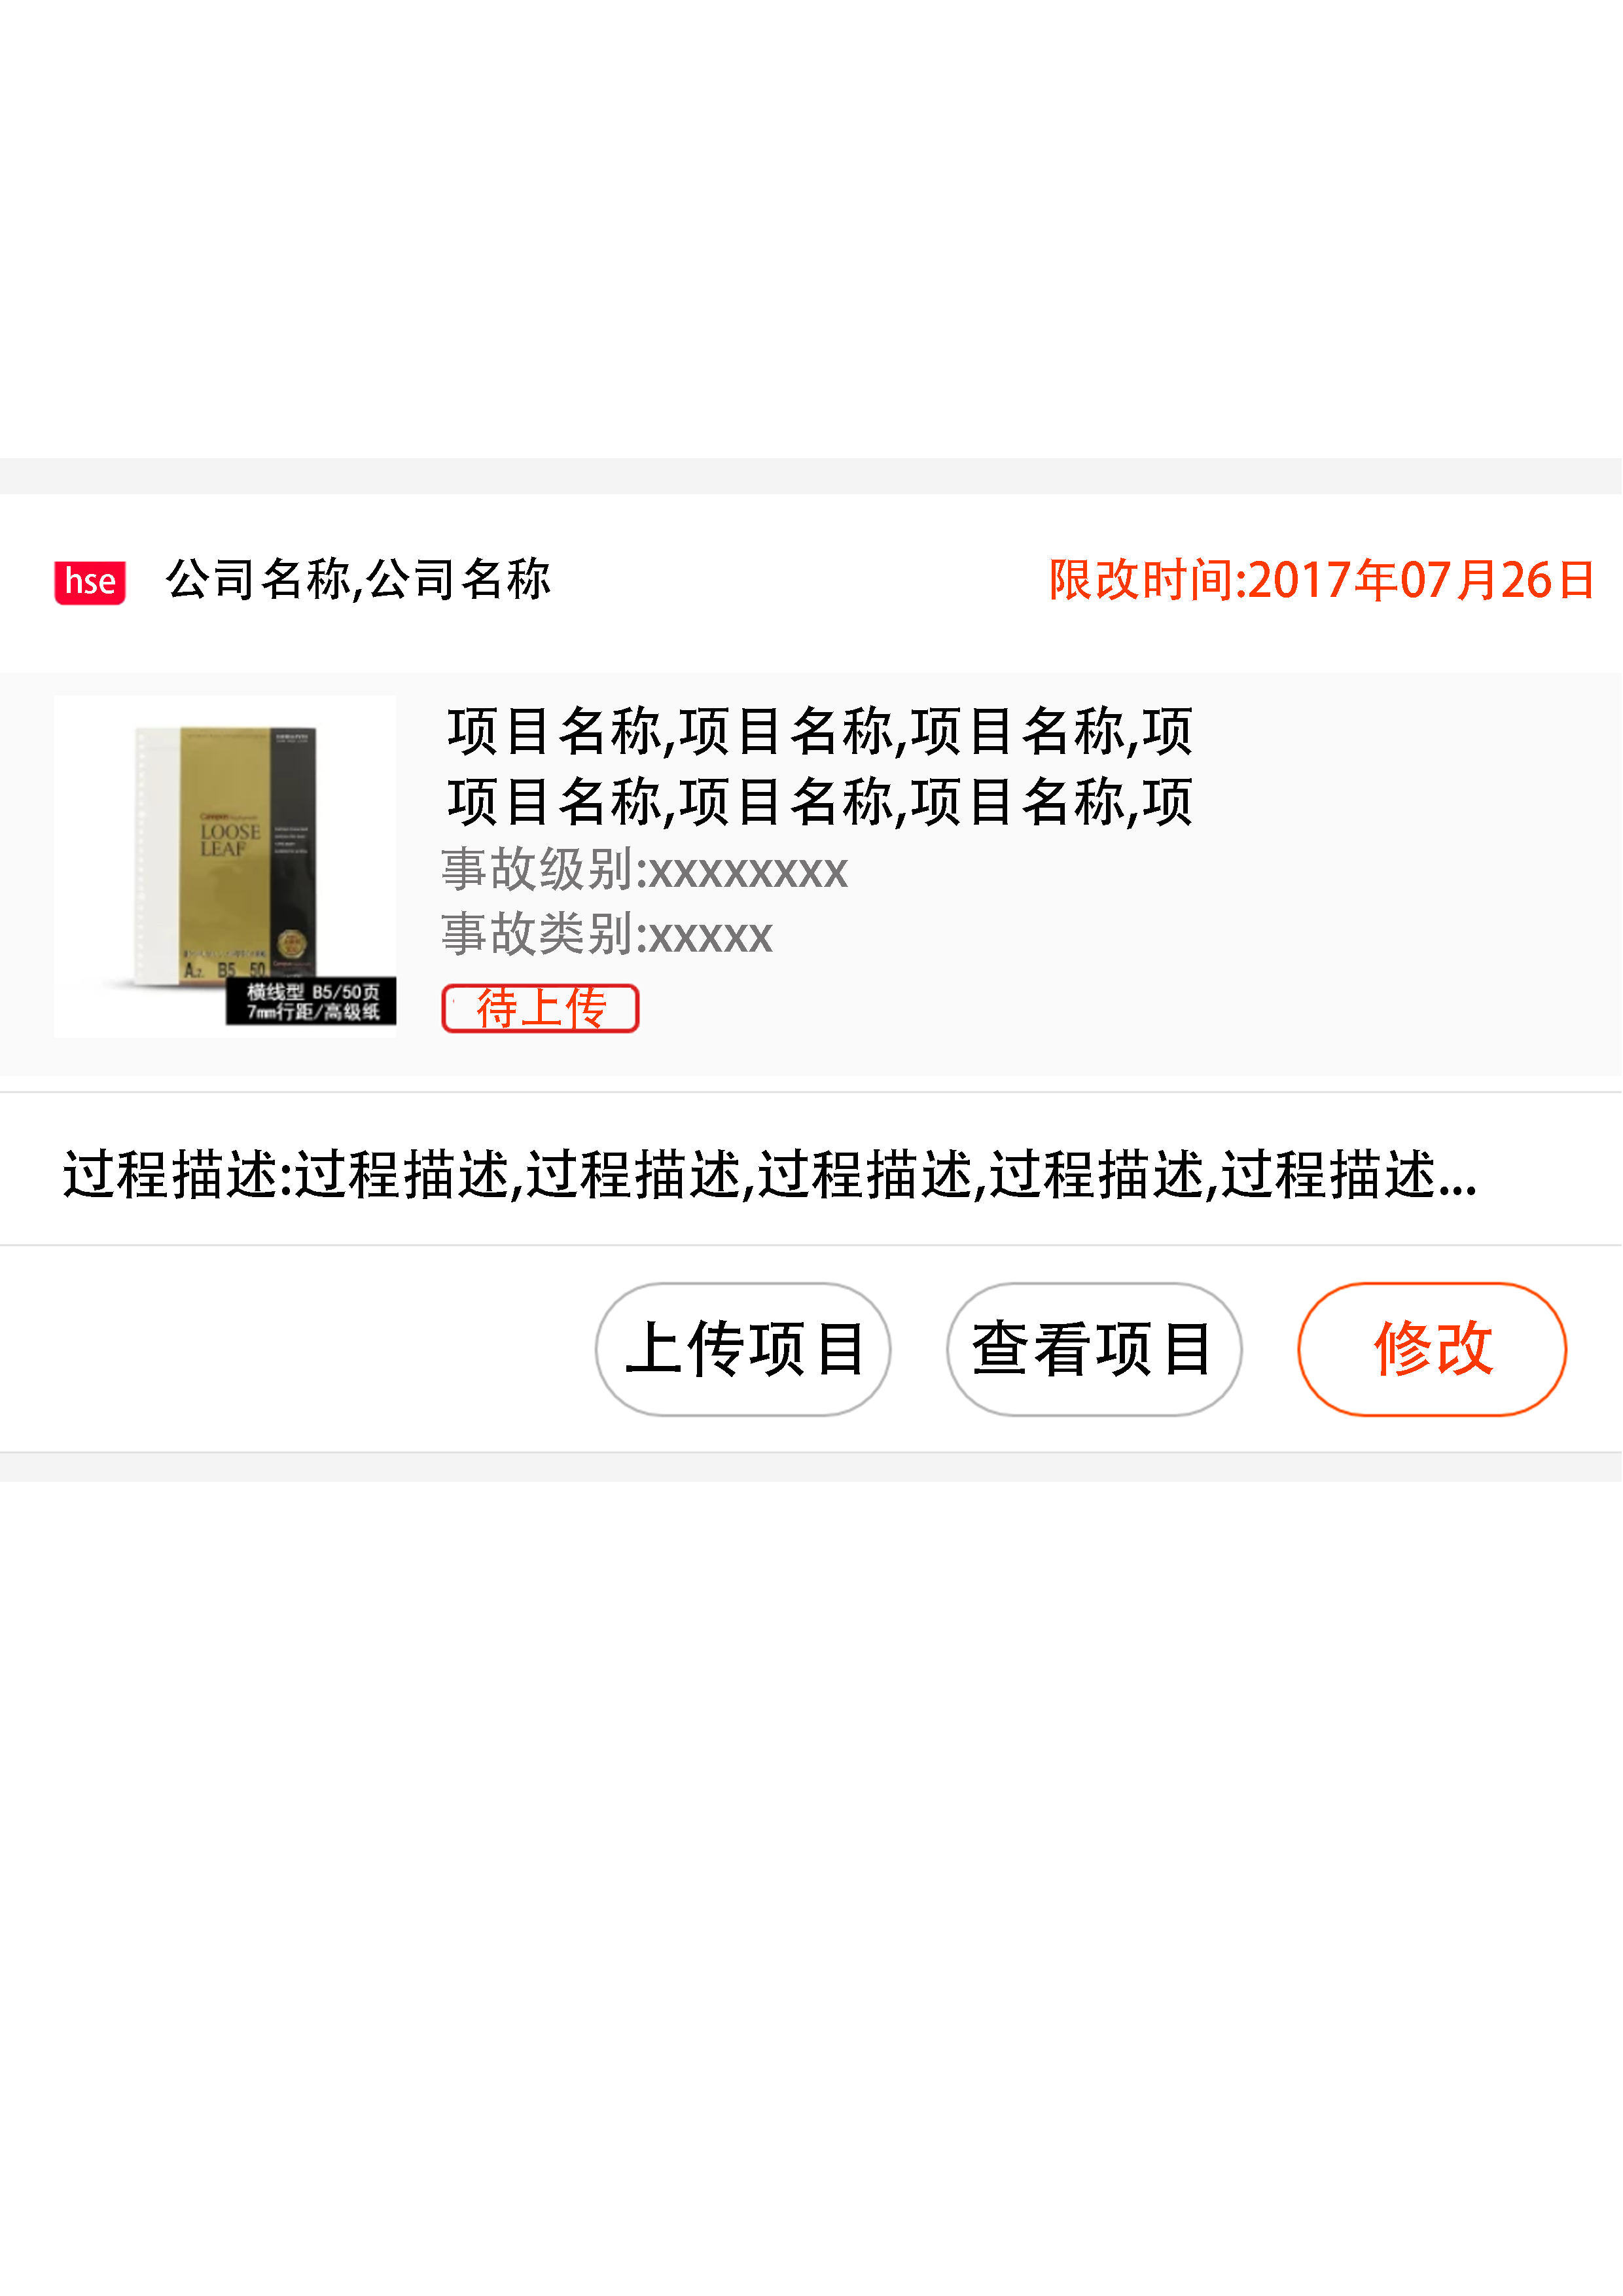 hse 公司名称,公司名称 限改时间:2017年07月26日
项目名称,项目名称,项目名称,项
项目名称,项目名称,项目名称,项
事故级别:xxxxxxxx
事故类别:xxxxx
待上传
LOOSE
LEAF
B5 50
横线型 B5/50页
7mm行距/高级纸
过程描述:过程描述,过程描述,过程描述,过程描述,过程描述...
上传项目 查看项目 修改